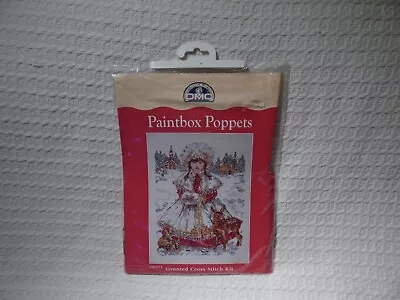 DMC
Paintbox Poppets
Counted Cross Stitch Kit